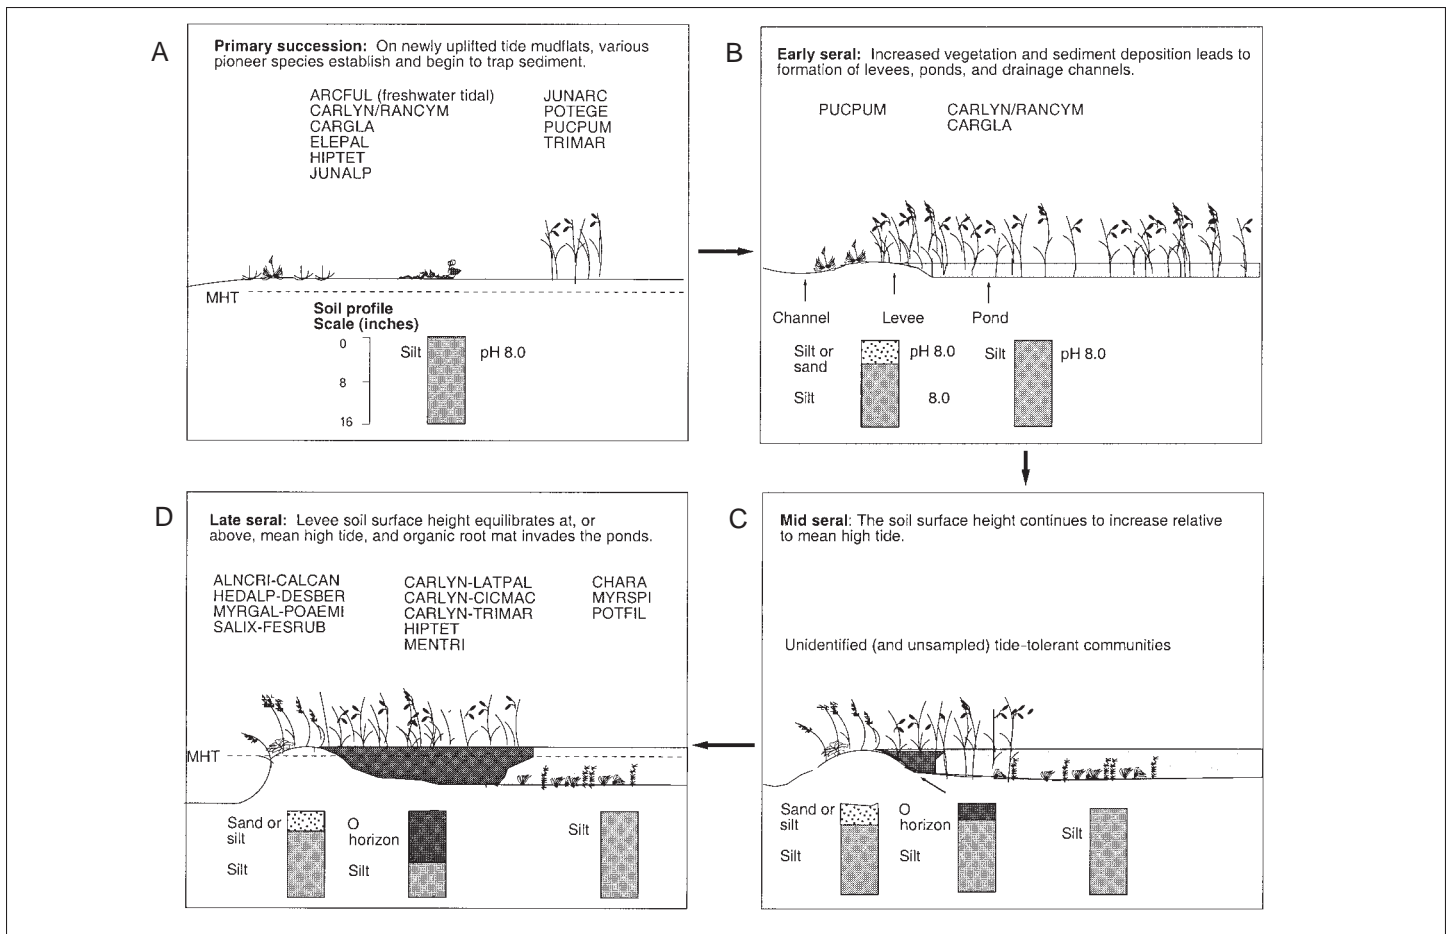 A
Primary succession: On newly uplifted tide mudflats, various
pioneer species establish and begin to trap sediment.
ARCFUL (freshwater tidal)
CARLYN/RANCYM
CARGLA
ELEPAL
HIPTET
JUNALP
JUNARC
POTEGE
PUCPUM
TRIMAR
MHT
Soil profile
Scale (inches)
0
8
16
Silt
pH 8.0
B
Early seral: Increased vegetation and sediment deposition leads to
formation of levees, ponds, and drainage channels.
PUCPUM
CARLYN/RANCYM
CARGLA
Channel
Levee
Pond
Silt or
sand
Silt
pH 8.0
8.0
Silt
pH 8.0
C
Mid seral: The soil surface height continues to increase relative
to mean high tide.
Unidentified (and unsampled) tide-tolerant communities
Sand or
silt
Silt
O
horizon
Silt
Silt
D
Late seral: Levee soil surface height equilibrates at, or
above, mean high tide, and organic root mat invades the ponds.
ALNCRI-CALCAN
HEDALP-DESBER
MYRGAL-POAEMI
SALIX-FESRUB
CARLYN-LATPAL
CARLYN-CICMAC
CARLYN-TRIMAR
HIPTET
MENTRI
CHARA
MYRSPI
POTFIL
MHT
Sand or
silt
Silt
O
horizon
Silt
Silt